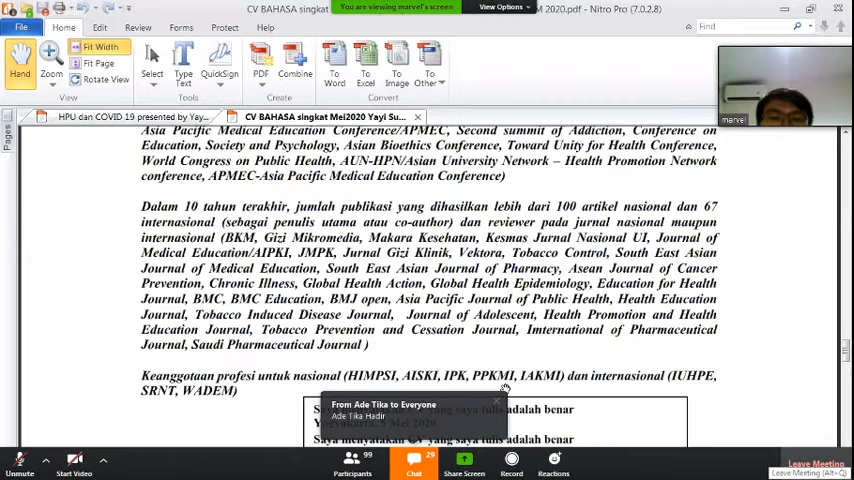 CV BAHASA singkat
You are viewing marvel's screen
View Options
M 2020.pdf - Nitro Pro (7.0.2.8)
File
Home
Edit
Review
Forms
Protect
Help
Find
Hand
Zoom
Fit Width
Fit Page
Rotate View
View
Select
Type Text
QuickSign
Tools
PDF
Combine
Create
To Word
To Excel
To Image
To Other
Convert
marvel
HPU dan COVID-19 presented by Yay...
CV BAHASA singkat Mei2020 Yayi Su...
Pages
Asia Pacific Medical Education Conference/APMEC, Second summit of Addiction, Conference on
Education, Society and Psychology, Asian Bioethics Conference, Toward Unity for Health Conference,
World Congress on Public Health, AUN-HPN/Asian University Network – Health Promotion Network
conference, APMEC-Asia Pacific Medical Education Conference)
Dalam 10 tahun terakhir, jumlah publikasi yang dihasilkan lebih dari 100 artikel nasional dan 67
internasional (sebagai penulis utama atau co-author) dan reviewer pada jurnal nasional maupun
internasional (BKM, Gizi Mikromedia, Makara Kesehatan, Kesmas Jurnal Nasional UI, Journal of
Medical Education/AIPKI, JMPK, Jurnal Gizi Klinik, Vektora, Tobacco Control, South East Asian
Journal of Medical Education, South East Asian Journal of Pharmacy, Asean Journal of Cancer
Prevention, Chronic Illness, Global Health Action, Global Health Epidemiology, Education for Health
Journal, BMC, BMC Education, BMJ open, Asia Pacific Journal of Public Health, Health Education
Journal, Tobacco Induced Disease Journal, Journal of Adolescent, Health Promotion and Health
Education Journal, Tobacco Prevention and Cessation Journal, Imternational of Pharmaceutical
Journal, Saudi Pharmaceutical Journal )
Keanggotaan profesi untuk nasional (HIMPSI, AISKI, IPK, PPKMI, IAKMI) dan internasional (IUHPE,
SRNT, WADEM)
From Ade Tika to Everyone
Ade Tika Hadir
tulis adalah benar
Saya menyatakan CV yang saya tulis adalah benar
Unmute
Start Video
99
Participants
29
Chat
Share Screen
Record
Reactions
Leave Meeting
Leave Meeting (Alt+Q)